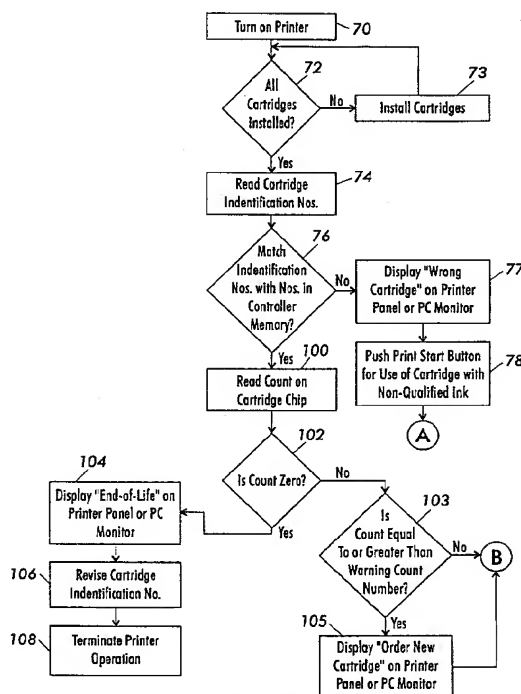 Turn on Printer
70
72
All
Cartridges
Installed?
No
73
Install Cartridges
Yes
Read Cartridge
Indentification Nos.
74
76
Match
Indentification
Nos. with Nos. in
Controller
Memory?
No
Display "Wrong
Cartridge" on Printer
Panel or PC Monitor
77
Yes
100
Read Count on
Cartridge Chip
Push Print Start Button
for Use of Cartridge with
Non-Qualified Ink
78
A
102
Is Count Zero?
No
Yes
104
Display "End-of-Life" on
Printer Panel or PC
Monitor
103
Is
Count Equal
To or Greater Than
Warning Count
Number?
No
B
106
Revise Cartridge
Indentification No.
Yes
108
Terminate Printer
Operation
105
Display "Order New
Cartridge" on Printer
Panel or PC Monitor